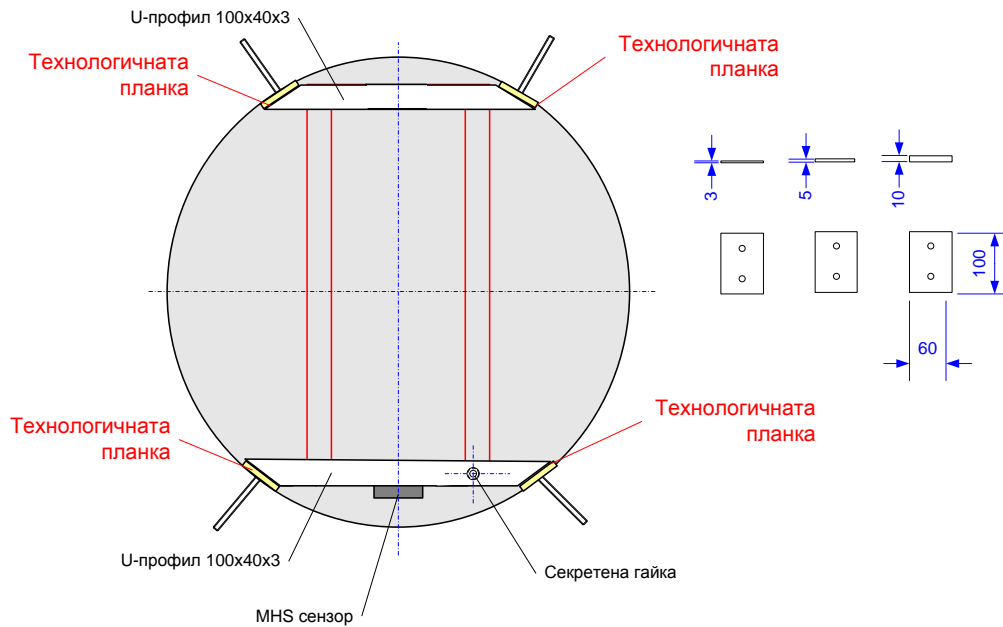 U-профил 100x40x3
Технологичната
планка
Технологичната
планка
3
5
10
100
60
Технологичната
планка
Технологичната
планка
U-профил 100x40x3
Секретена гайка
MHS сензор